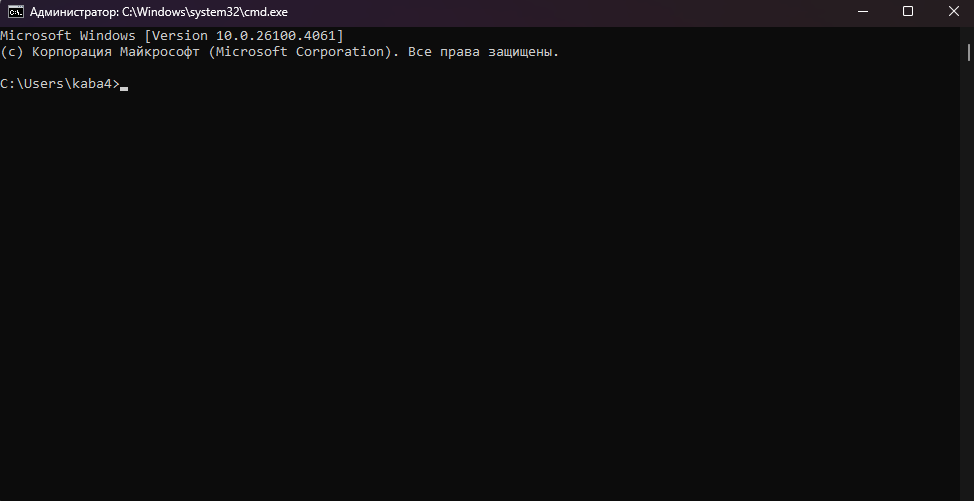 Администратор: C:\Windows\system32\cmd.exe
Microsoft Windows [Version 10.0.26100.4061]
(c) Корпорация Майкрософт (Microsoft Corporation). Все права защищены.
C:\Users\kaba4>